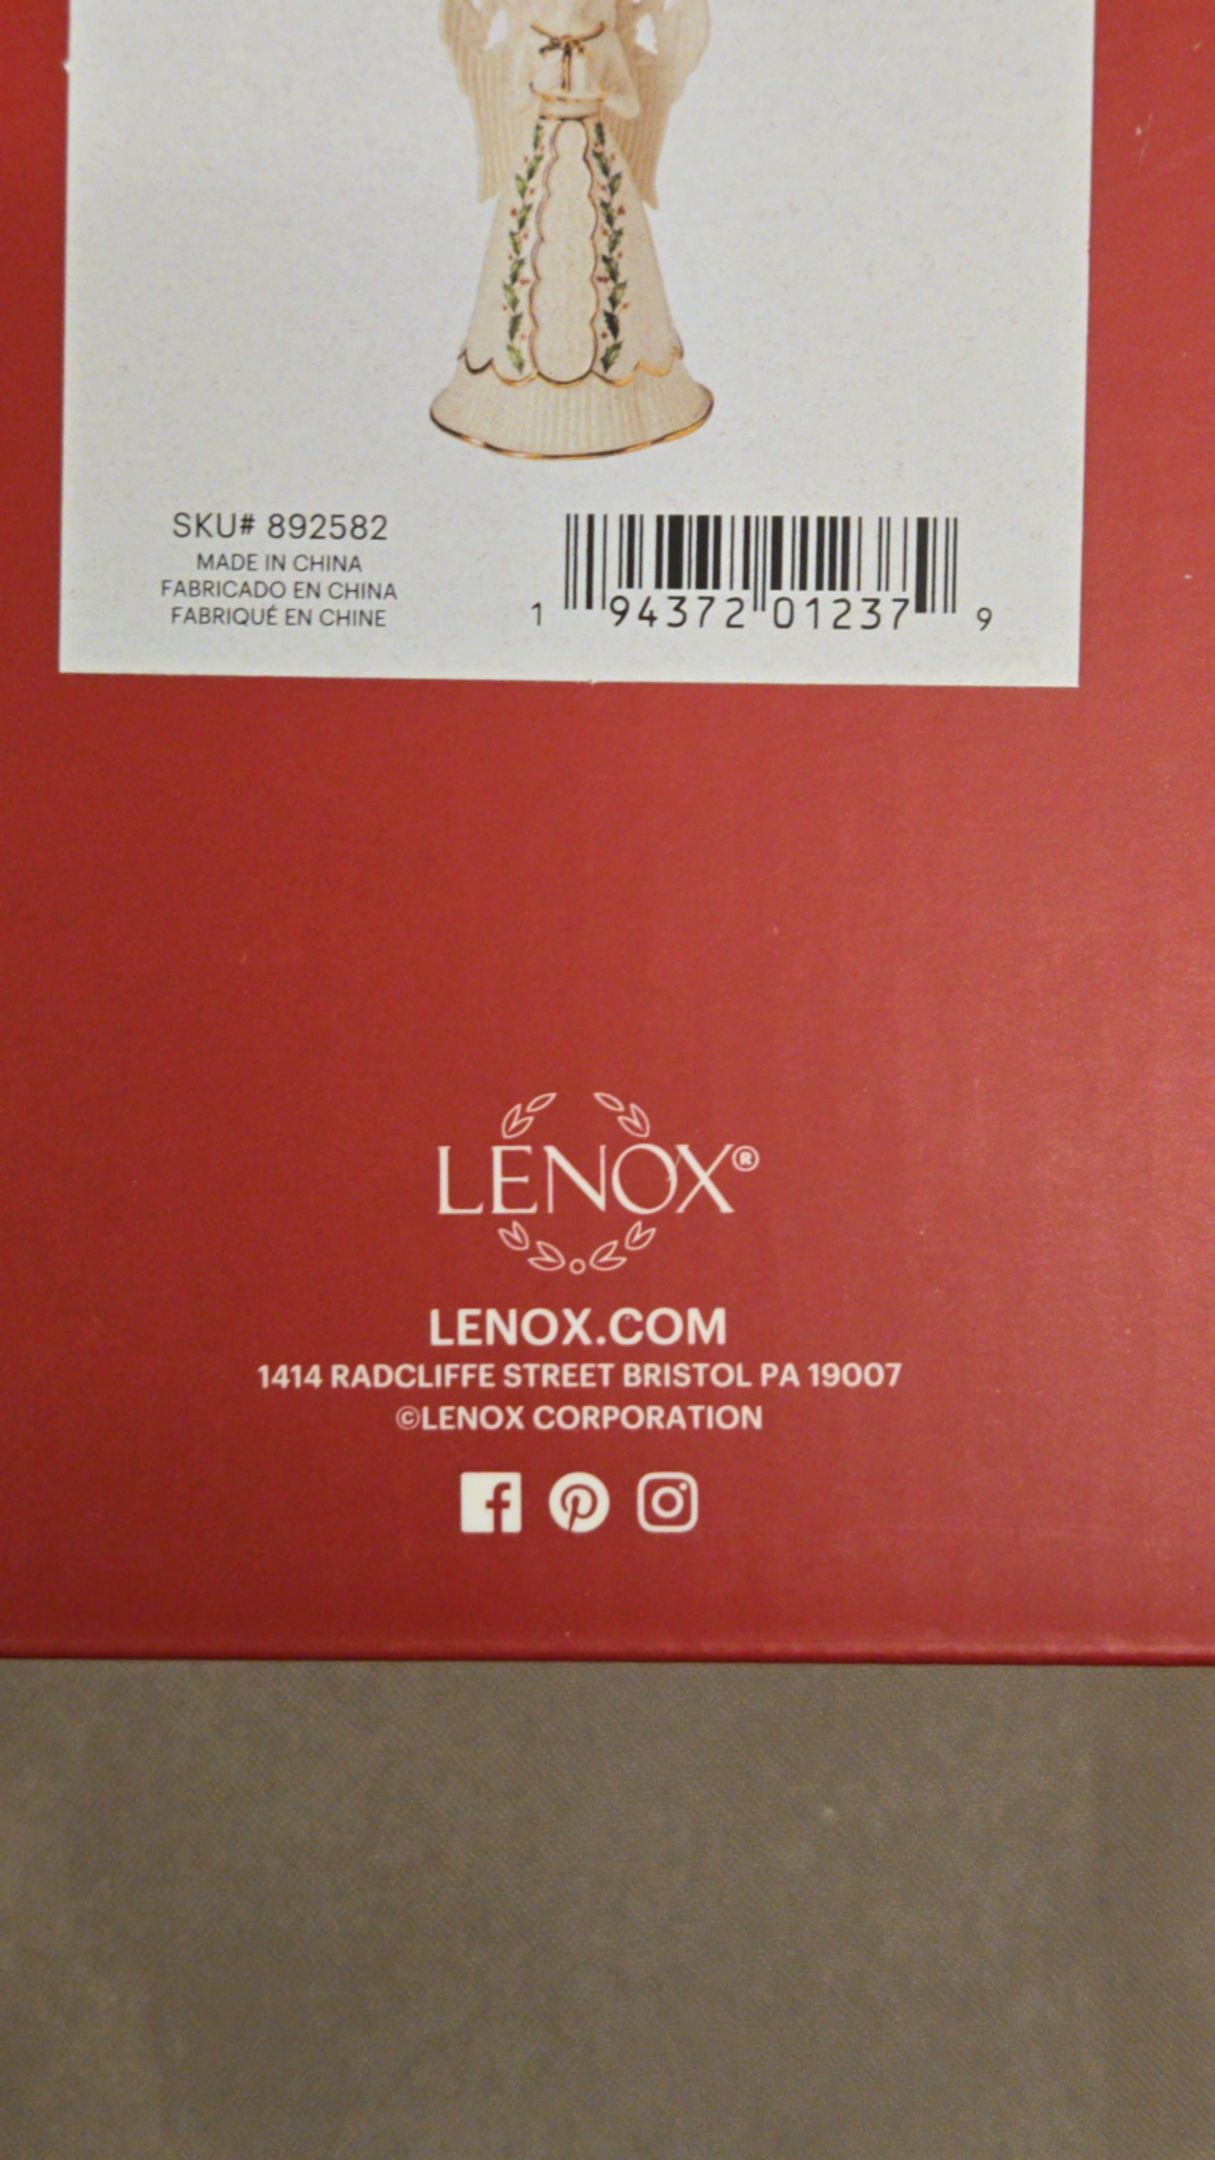 SKU# 892582
MADE IN CHINA
FABRICADO EN CHINA
FABRIQUÉ EN CHINE
1 94372 01237 9
LENOX®
LENOX.COM
1414 RADCLIFFE STREET BRISTOL PA 19007
©LENOX CORPORATION